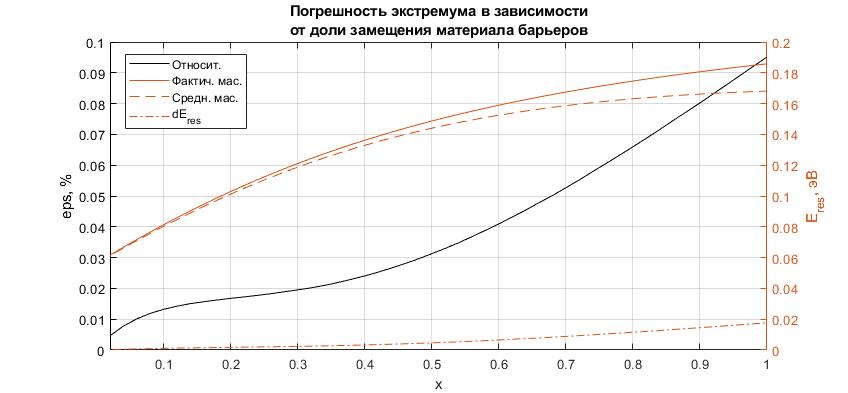 Погрешность экстремума в зависимости
от доли замещения материала барьеров
0.1
0.09
0.08
0.07
0.06
0.05
0.04
0.03
0.02
0.01
0
eps, %
Относит.
Фактич. мас.
Средн. мас.
dE_res
0.2
0.18
0.16
0.14
0.12
0.1
0.08
0.06
0.04
0.02
0
E_res, эВ
0.1 0.2 0.3 0.4 0.5 0.6 0.7 0.8 0.9 1
x